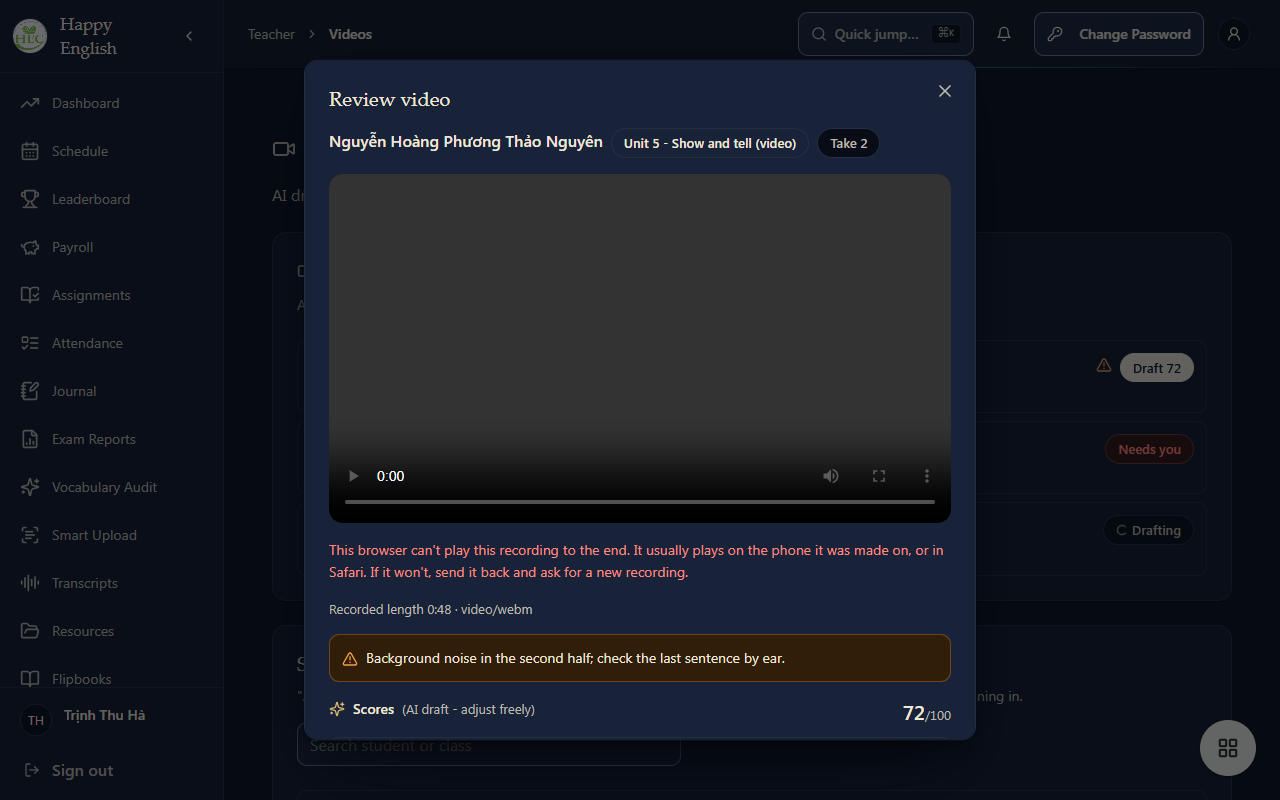 Happy
English
Teacher > Videos
Quick jump... ⌘K
Change Password
Dashboard
Schedule
Leaderboard
Payroll
Assignments
Attendance
Journal
Exam Reports
Vocabulary Audit
Smart Upload
Transcripts
Resources
Flipbooks
TH Trịnh Thu Hà
Sign out
Review video
Nguyễn Hoàng Phương Thảo Nguyên Unit 5 - Show and tell (video) Take 2
0:00
This browser can't play this recording to the end. It usually plays on the phone it was made on, or in
Safari. If it won't, send it back and ask for a new recording.
Recorded length 0:48 · video/webm
Background noise in the second half; check the last sentence by ear.
Scores (AI draft - adjust freely) 72/100
Draft 72
Needs you
Drafting
Search student or class